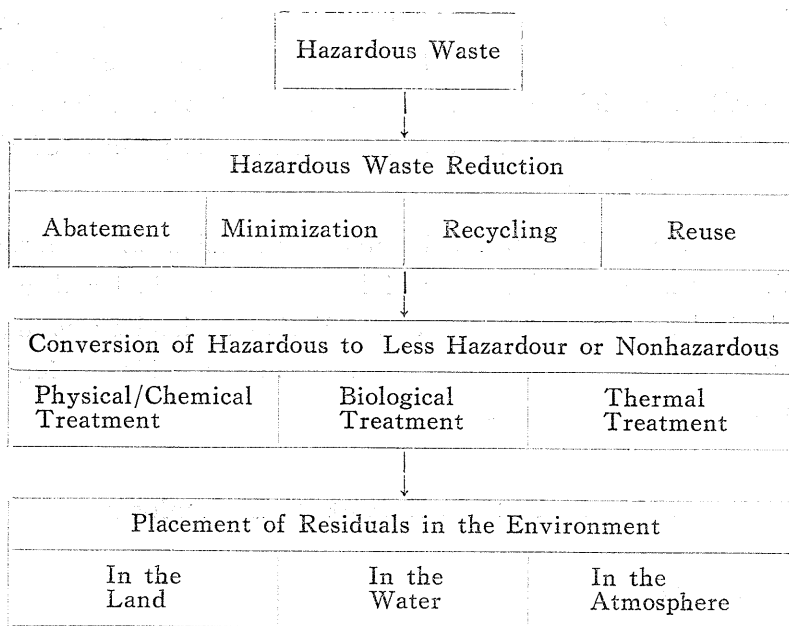 Hazardous Waste
Hazardous Waste Reduction
Abatement
Minimization
Recycling
Reuse
Conversion of Hazardous to Less Hazardour or Nonhazardous
Physical/Chemical
Treatment
Biological
Treatment
Thermal
Treatment
Placement of Residuals in the Environment
In the
Land
In the
Water
In the
Atmosphere